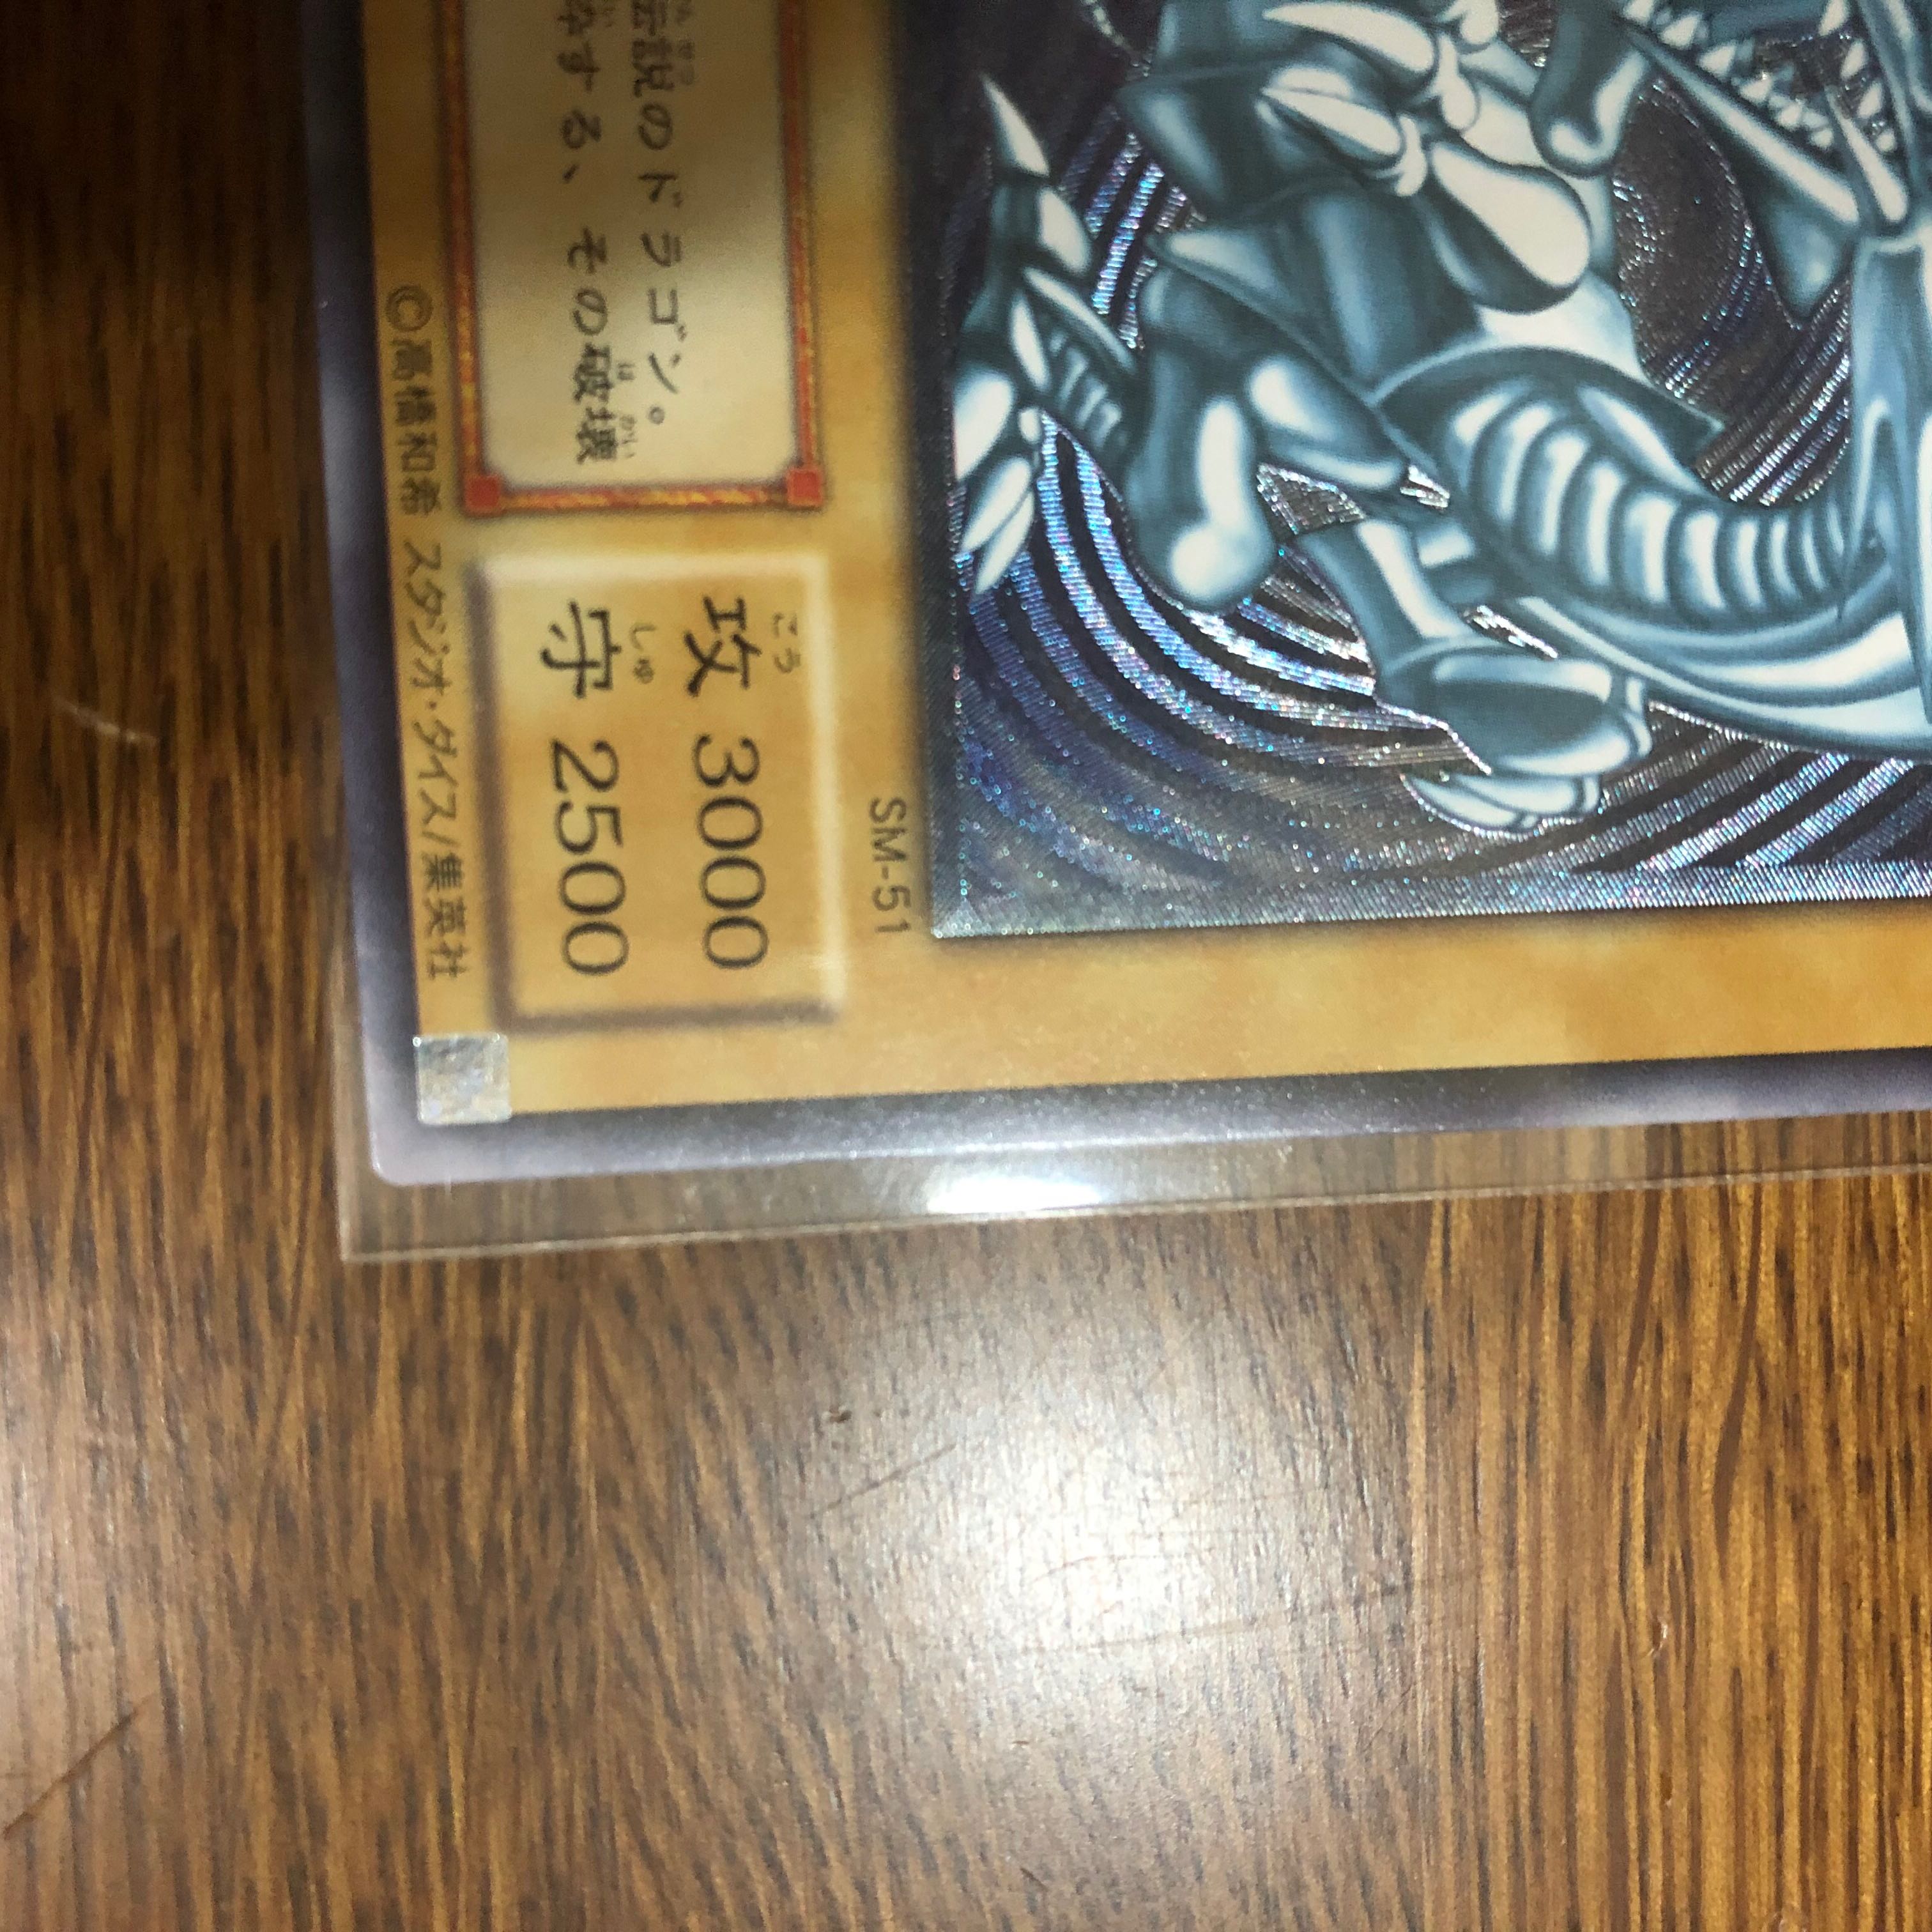 SM-51
伝説のドラゴン。
砕する、その破壊
攻 3000
守 2500
©高橋和希 スタジオ・ダイス/集英社